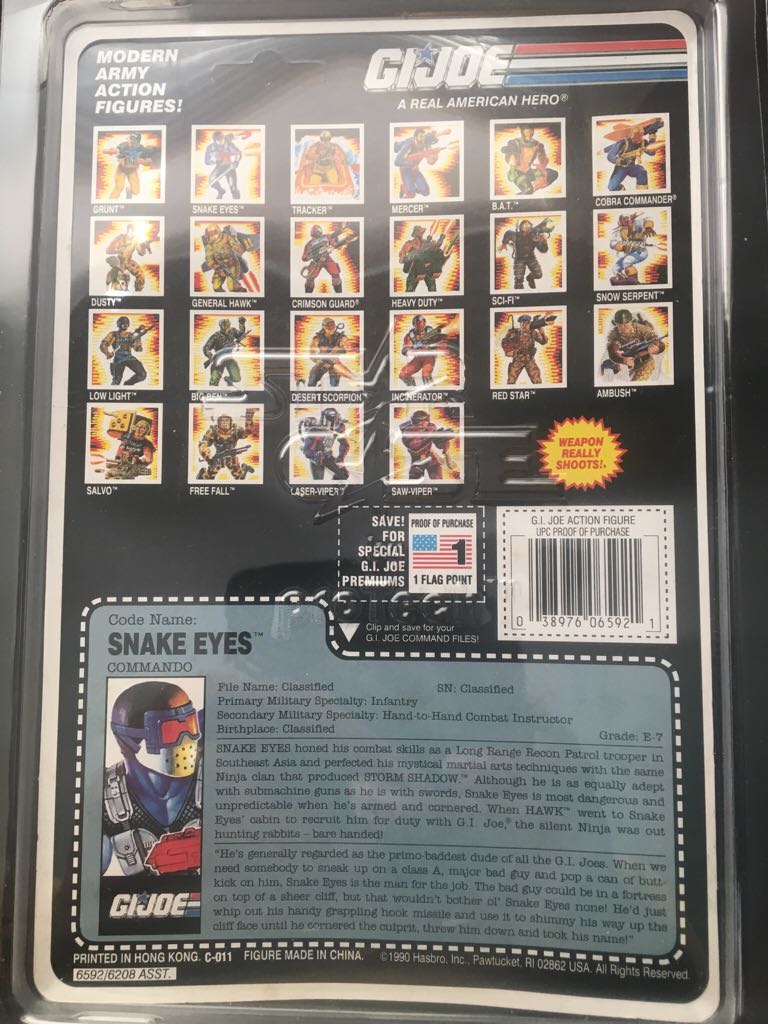 MODERN
ARMY
ACTION
FIGURES!
G.I. JOE
A REAL AMERICAN HERO®
GRUNT™ SNAKE EYES™ TRACKER™ MERCER™ B.A.T.™ COBRA COMMANDER®
DUSTY™ GENERAL HAWK™ CRIMSON GUARD® HEAVY DUTY™ SCI-FI™ SNOW SERPENT™
LOW LIGHT™ BIG BEN™ DESERT SCORPION™ INCINERATOR™ RED STAR™ AMBUSH™
SALVO™ FREE FALL™ LASER-VIPER™ SAW-VIPER™
WEAPON
REALLY
SHOOTS!
SAVE!
FOR
SPECIAL
G.I. JOE
PREMIUMS
PROOF OF PURCHASE
1
1 FLAG POINT
G.I. JOE ACTION FIGURE
UPC PROOF OF PURCHASE
0 38976 06592 1
Clip and save for your
G.I. JOE COMMAND FILES!
Code Name:
SNAKE EYES™
COMMANDO
File Name: Classified SN: Classified
Primary Military Specialty: Infantry
Secondary Military Specialty: Hand-to-Hand Combat Instructor
Birthplace: Classified Grade: E-7
SNAKE EYES honed his combat skills as a Long Range Recon Patrol trooper in
Southeast Asia and perfected his mystical martial arts techniques with the same
Ninja clan that produced STORM SHADOW.™ Although he is as equally adept
with submachine guns as he is with swords, Snake Eyes is most dangerous and
unpredictable when he's armed and cornered. When HAWK™ went to Snake
Eyes' cabin to recruit him for duty with G.I. Joe,® the silent Ninja was out
hunting rabbits – bare handed!
"He's generally regarded as the primo-baddest dude of all the G.I. Joes. When we
need somebody to sneak up on a class A, major bad guy and pop a can of butt
kick on him, Snake Eyes is the man for the job. The bad guy could be in a fortress
on top of a sheer cliff, but that wouldn't bother ol' Snake Eyes none! He'd just
whip out his handy grappling hook missile and use it to shimmy his way up the
cliff face until he cornered the culprit, threw him down and took his name!"
G.I. JOE
PRINTED IN HONG KONG. C-011 FIGURE MADE IN CHINA. ©1990 Hasbro, Inc., Pawtucket, RI 02862 USA. All Rights Reserved.
6592/6208 ASST.